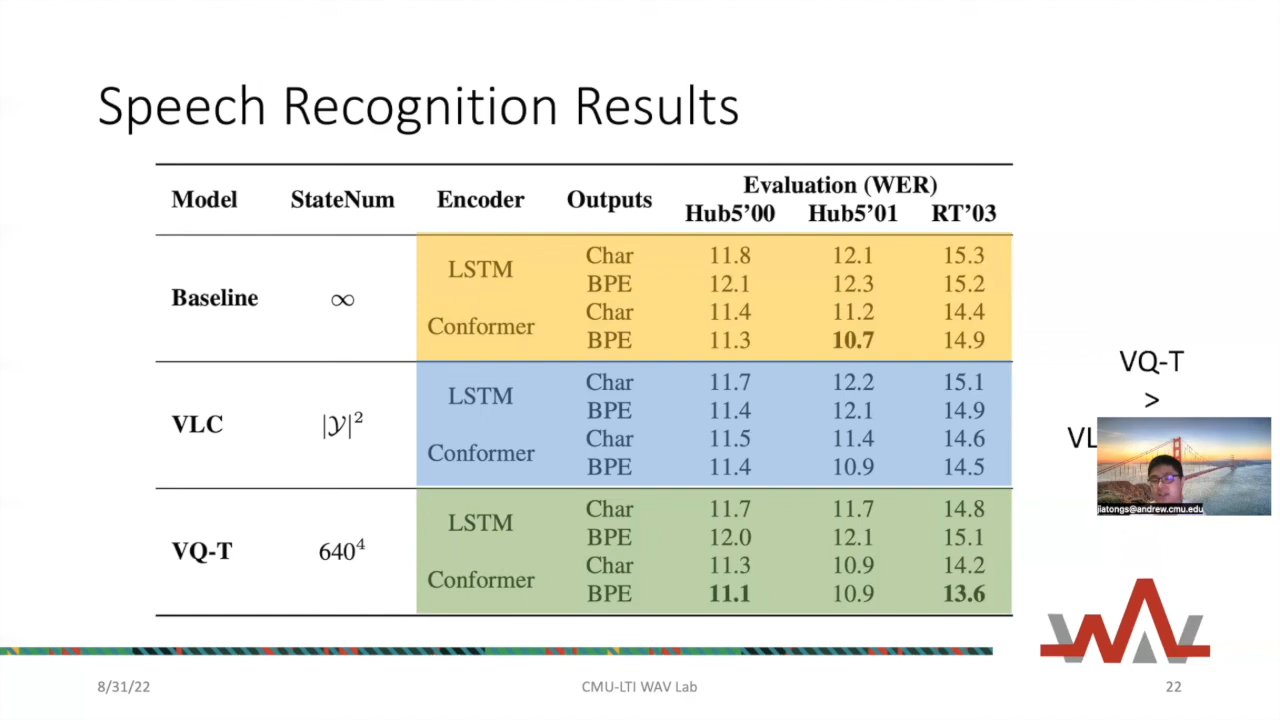 Speech Recognition Results
Model StateNum Encoder Outputs Evaluation (WER)
Hub5’00 Hub5’01 RT’03
Baseline ∞ LSTM Char 11.8 12.1 15.3
BPE 12.1 12.3 15.2
Conformer Char 11.4 11.2 14.4
BPE 11.3 10.7 14.9
VLC |𝒴|² LSTM Char 11.7 12.2 15.1
BPE 11.4 12.1 14.9
Conformer Char 11.5 11.4 14.6
BPE 11.4 10.9 14.5
VQ-T 640⁴ LSTM Char 11.7 11.7 14.8
BPE 12.0 12.1 15.1
Conformer Char 11.3 10.9 14.2
BPE 11.1 10.9 13.6
VQ-T
>
jiatongs@andrew.cmu.edu
WAV
8/31/22 CMU-LTI WAV Lab 22